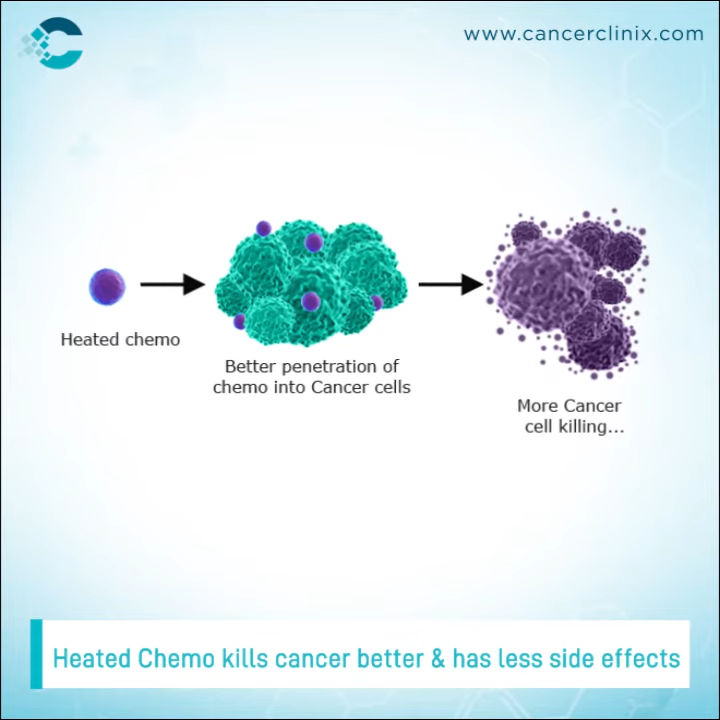 www.cancerclinix.com
Heated chemo
Better penetration of
chemo into Cancer cells
More Cancer
cell killing...
Heated Chemo kills cancer better & has less side effects